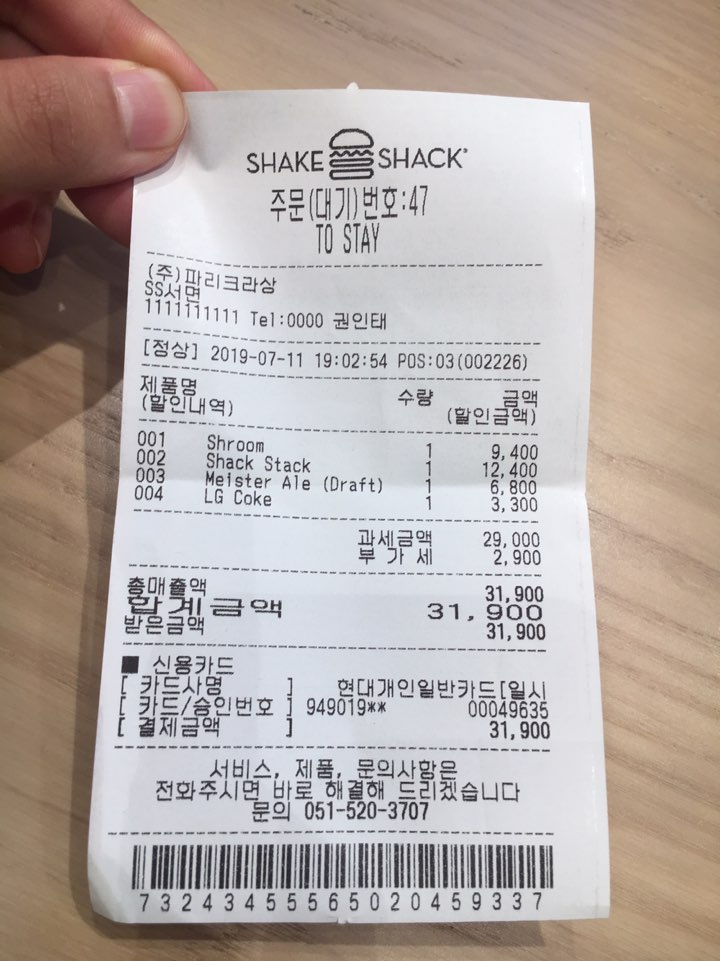 SHAKE SHACK
주문(대기)번호:47
TO STAY
(주)파리크라상
SS서면
1111111111 Tel:0000 권인태
[정상] 2019-07-11 19:02:54 POS:03(002226)
제품명 수량 금액
(할인내역) (할인금액)
001 Shroom 1 9,400
002 Shack Stack 1 12,400
003 Meister Ale (Draft) 1 6,800
004 LG Coke 1 3,300
과세금액 29,000
부 가 세 2,900
총매출액 31,900
합계금액 31,900
받은금액 31,900
■ 신용카드
[ 카드사명 ] 현대개인일반카드[일시
[ 카드/승인번호 ] 949019** 00049635
[ 결제금액 ] 31,900
서비스, 제품, 문의사항은
전화주시면 바로 해결해 드리겠습니다
문의 051-520-3707
7324345556502045933​7